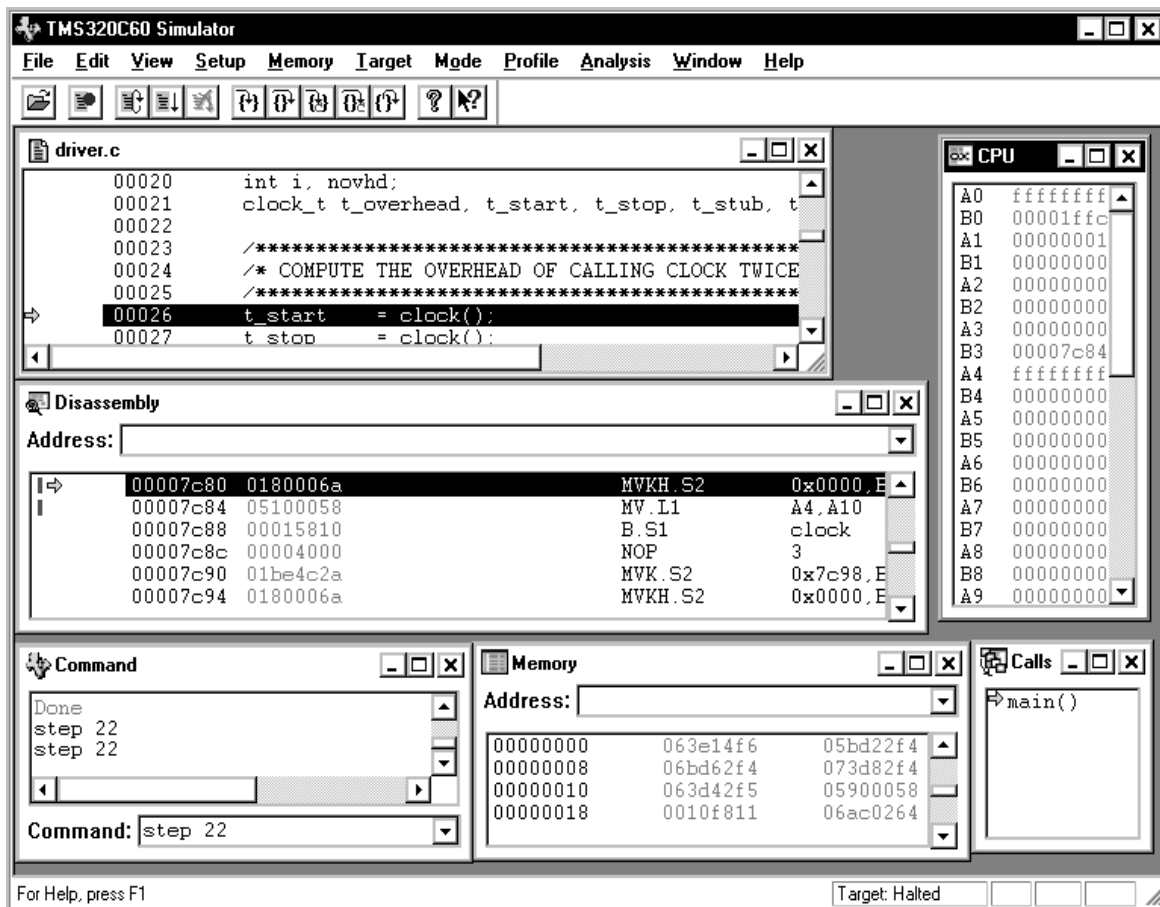 TMS320C60 Simulator
File Edit View Setup Memory Target Mode Profile Analysis Window Help
driver.c
00020 int i, novhd;
00021 clock_t t_overhead, t_start, t_stop, t_stub, t
00022
00023 /**********************************************
00024 /* COMPUTE THE OVERHEAD OF CALLING CLOCK TWICE
00025 /**********************************************
00026 t_start = clock();
00027 t_stop = clock();
CPU
A0 ffffffff
B0 00001ffc
A1 00000001
B1 00000000
A2 00000000
B2 00000000
A3 00000000
B3 00007c84
A4 ffffffff
B4 00000000
A5 00000000
B5 00000000
A6 00000000
B6 00000000
A7 00000000
B7 00000000
A8 00000000
B8 00000000
A9 00000000
Disassembly
Address:
00007c80 0180006a MVKH.S2 0x0000,
00007c84 05100058 MV.L1 A4,A10
00007c88 00015810 B.S1 clock
00007c8c 00004000 NOP 3
00007c90 01be4c2a MVK.S2 0x7c98,
00007c94 0180006a MVKH.S2 0x0000,
Command
Done
step 22
step 22
Command: step 22
Memory
Address:
00000000 063e14f6 05bd22f4
00000008 06bd62f4 073d82f4
00000010 063d42f5 05900058
00000018 0010f811 06ac0264
Calls
main()
For Help, press F1
Target: Halted